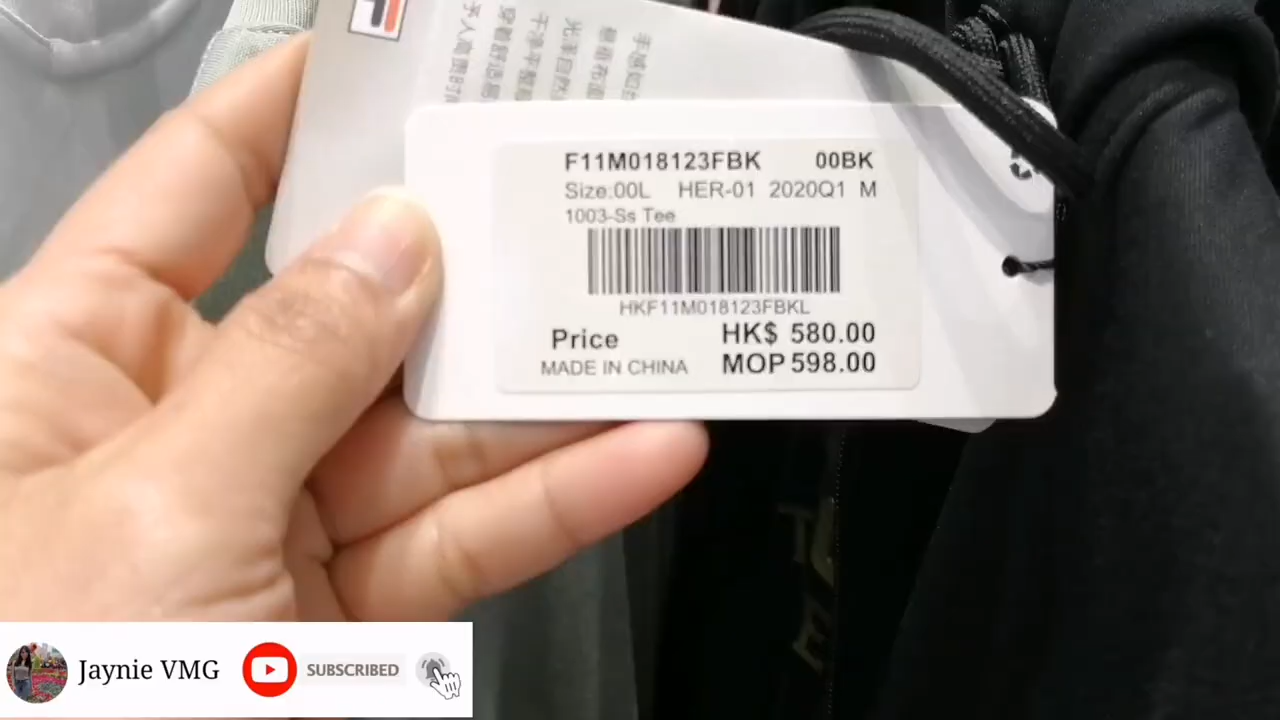 F11M018123FBK 00BK
Size:00L HER-01 2020Q1 M
1003-Ss Tee
HKF11M018123FBKL
Price HK$ 580.00
MADE IN CHINA MOP 598.00
Jaynie VMG SUBSCRIBED